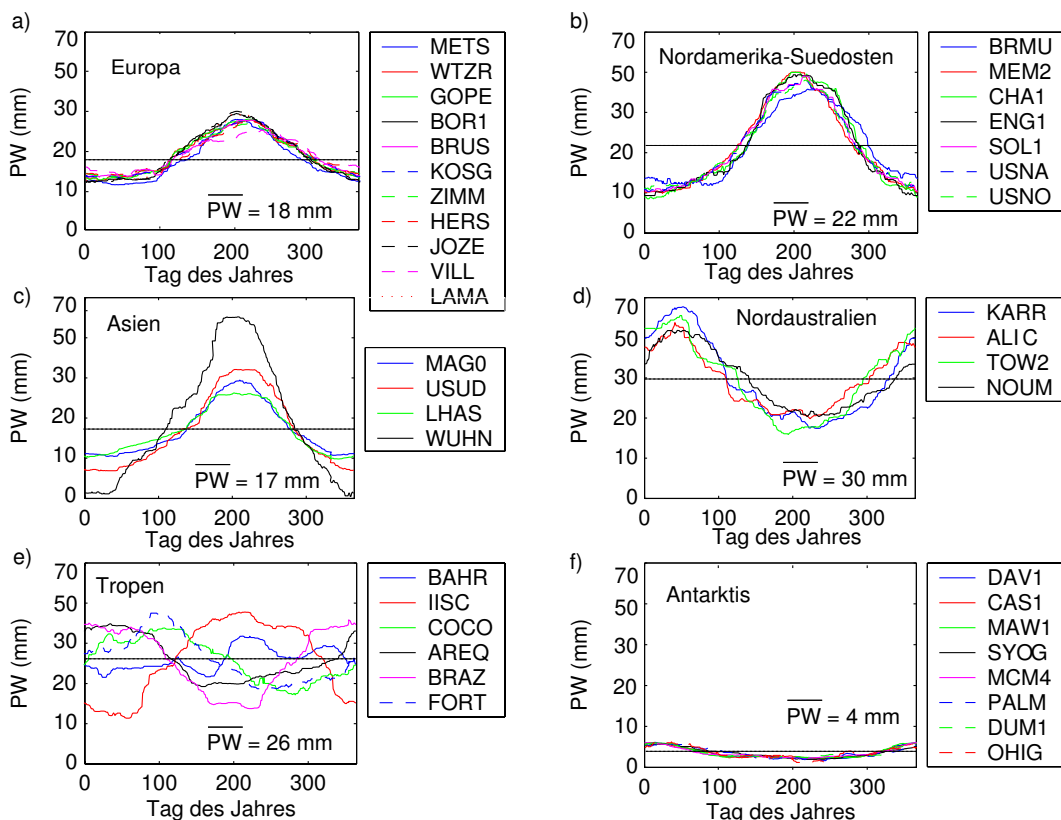 a)
70
50
30
20
10
0
PW (mm)
Europa
PW = 18 mm
0 100 200 300
Tag des Jahres
METS
WTZR
GOPE
BOR1
BRUS
KOSG
ZIMM
HERS
JOZE
VILL
LAMA
b)
70
50
30
20
10
0
PW (mm)
Nordamerika-Suedosten
PW = 22 mm
0 100 200 300
Tag des Jahres
BRMU
MEM2
CHA1
ENG1
SOL1
USNA
USNO
c)
70
50
30
20
10
0
PW (mm)
Asien
PW = 17 mm
0 100 200 300
Tag des Jahres
MAG0
USUD
LHAS
WUHN
d)
70
50
30
20
10
0
PW (mm)
Nordaustralien
PW = 30 mm
0 100 200 300
Tag des Jahres
KARR
ALIC
TOW2
NOUM
e)
70
50
30
20
10
0
PW (mm)
Tropen
PW = 26 mm
0 100 200 300
Tag des Jahres
BAHR
IISC
COCO
AREQ
BRAZ
FORT
f)
70
50
30
20
10
0
PW (mm)
Antarktis
PW = 4 mm
0 100 200 300
Tag des Jahres
DAV1
CAS1
MAW1
SYOG
MCM4
PALM
DUM1
OHIG